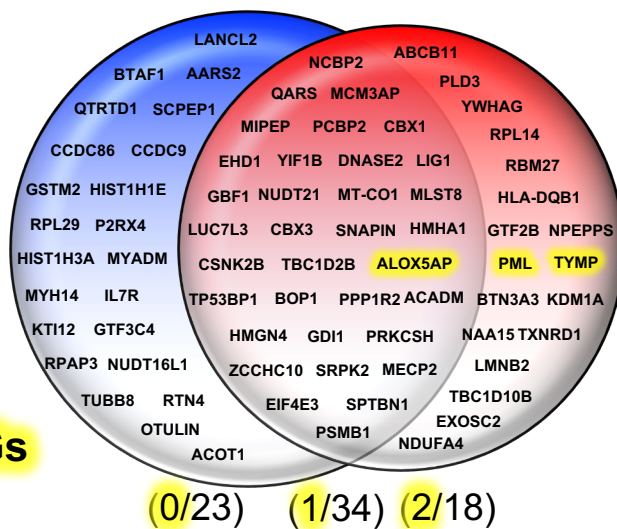 LANCL2
NCBP2 ABCB11
BTAF1 AARS2 PLD3
QTRTD1 SCPEP1 QARS MCM3AP YWHAG
MIPEP PCBP2 CBX1 RPL14
CCDC86 CCDC9 EHD1 YIF1B DNASE2 LIG1 RBM27
GSTM2 HIST1H1E GBF1 NUDT21 MT-CO1 MLST8 HLA-DQB1
RPL29 P2RX4 LUC7L3 CBX3 SNAPIN HMHA1 GTF2B NPEPPS
HIST1H3A MYADM CSNK2B TBC1D2B ALOX5AP PML TYMP
MYH14 IL7R TP53BP1 BOP1 PPP1R2 ACADM BTN3A3 KDM1A
KTI12 GTF3C4 HMGN4 GDI1 PRKCSH NAA15 TXNRD1
RPAP3 NUDT16L1 ZCCHC10 SRPK2 MECP2 LMNB2
TUBB8 RTN4 EIF4E3 SPTBN1 TBC1D10B
OTULIN PSMB1 EXOSC2
ACOT1 NDUFA4
Gs
(0/23) (1/34) (2/18)